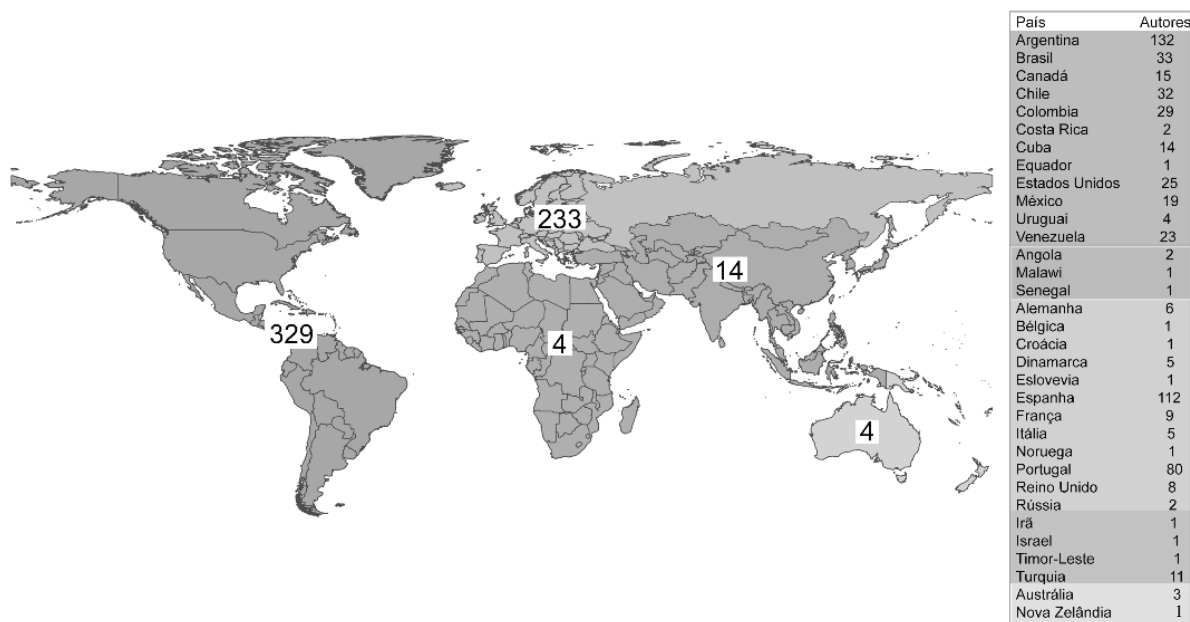 233
14
329
4
4
País Autores
Argentina 132
Brasil 33
Canadá 15
Chile 32
Colombia 29
Costa Rica 2
Cuba 14
Equador 1
Estados Unidos 25
México 19
Uruguai 4
Venezuela 23
Angola 2
Malawi 1
Senegal 1
Alemanha 6
Bélgica 1
Croácia 1
Dinamarca 5
Eslovevia 1
Espanha 112
França 9
Itália 5
Noruega 1
Portugal 80
Reino Unido 8
Rússia 2
Irã 1
Israel 1
Timor-Leste 1
Turquia 11
Austrália 3
Nova Zelândia 1